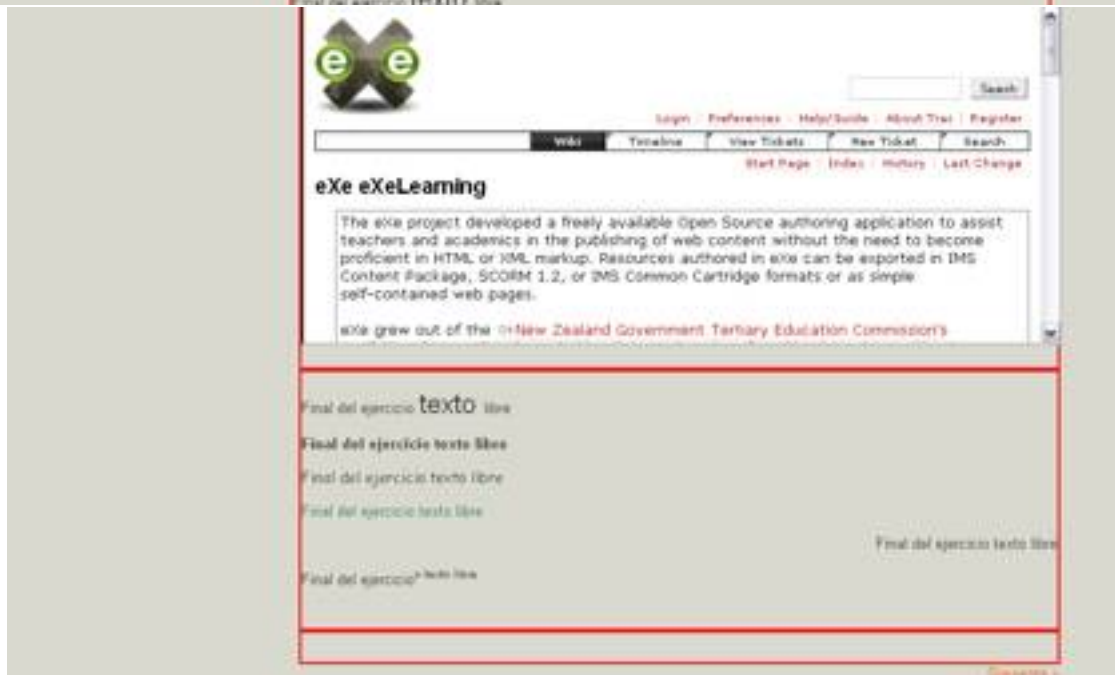 Final del ejercicio texto libre
e e
Search
Login Preferences Help/Guide About Trac Register
Wiki Timeline View Tickets New Ticket Search
Start Page Index History Last Change
eXe eXeLearning
The eXe project developed a freely available Open Source authoring application to assist
teachers and academics in the publishing of web content without the need to become
proficient in HTML or XML markup. Resources authored in eXe can be exported in IMS
Content Package, SCORM 1.2, or IMS Common Cartridge formats or as simple
self-contained web pages.
eXe grew out of the New Zealand Government Tertiary Education Commission's
Final del ejercicio texto libre
Final del ejercicio texto libre
Final del ejercicio texto libre
Final del ejercicio texto libre
Final del ejercicio texto libre
Final del ejercicio texto libre